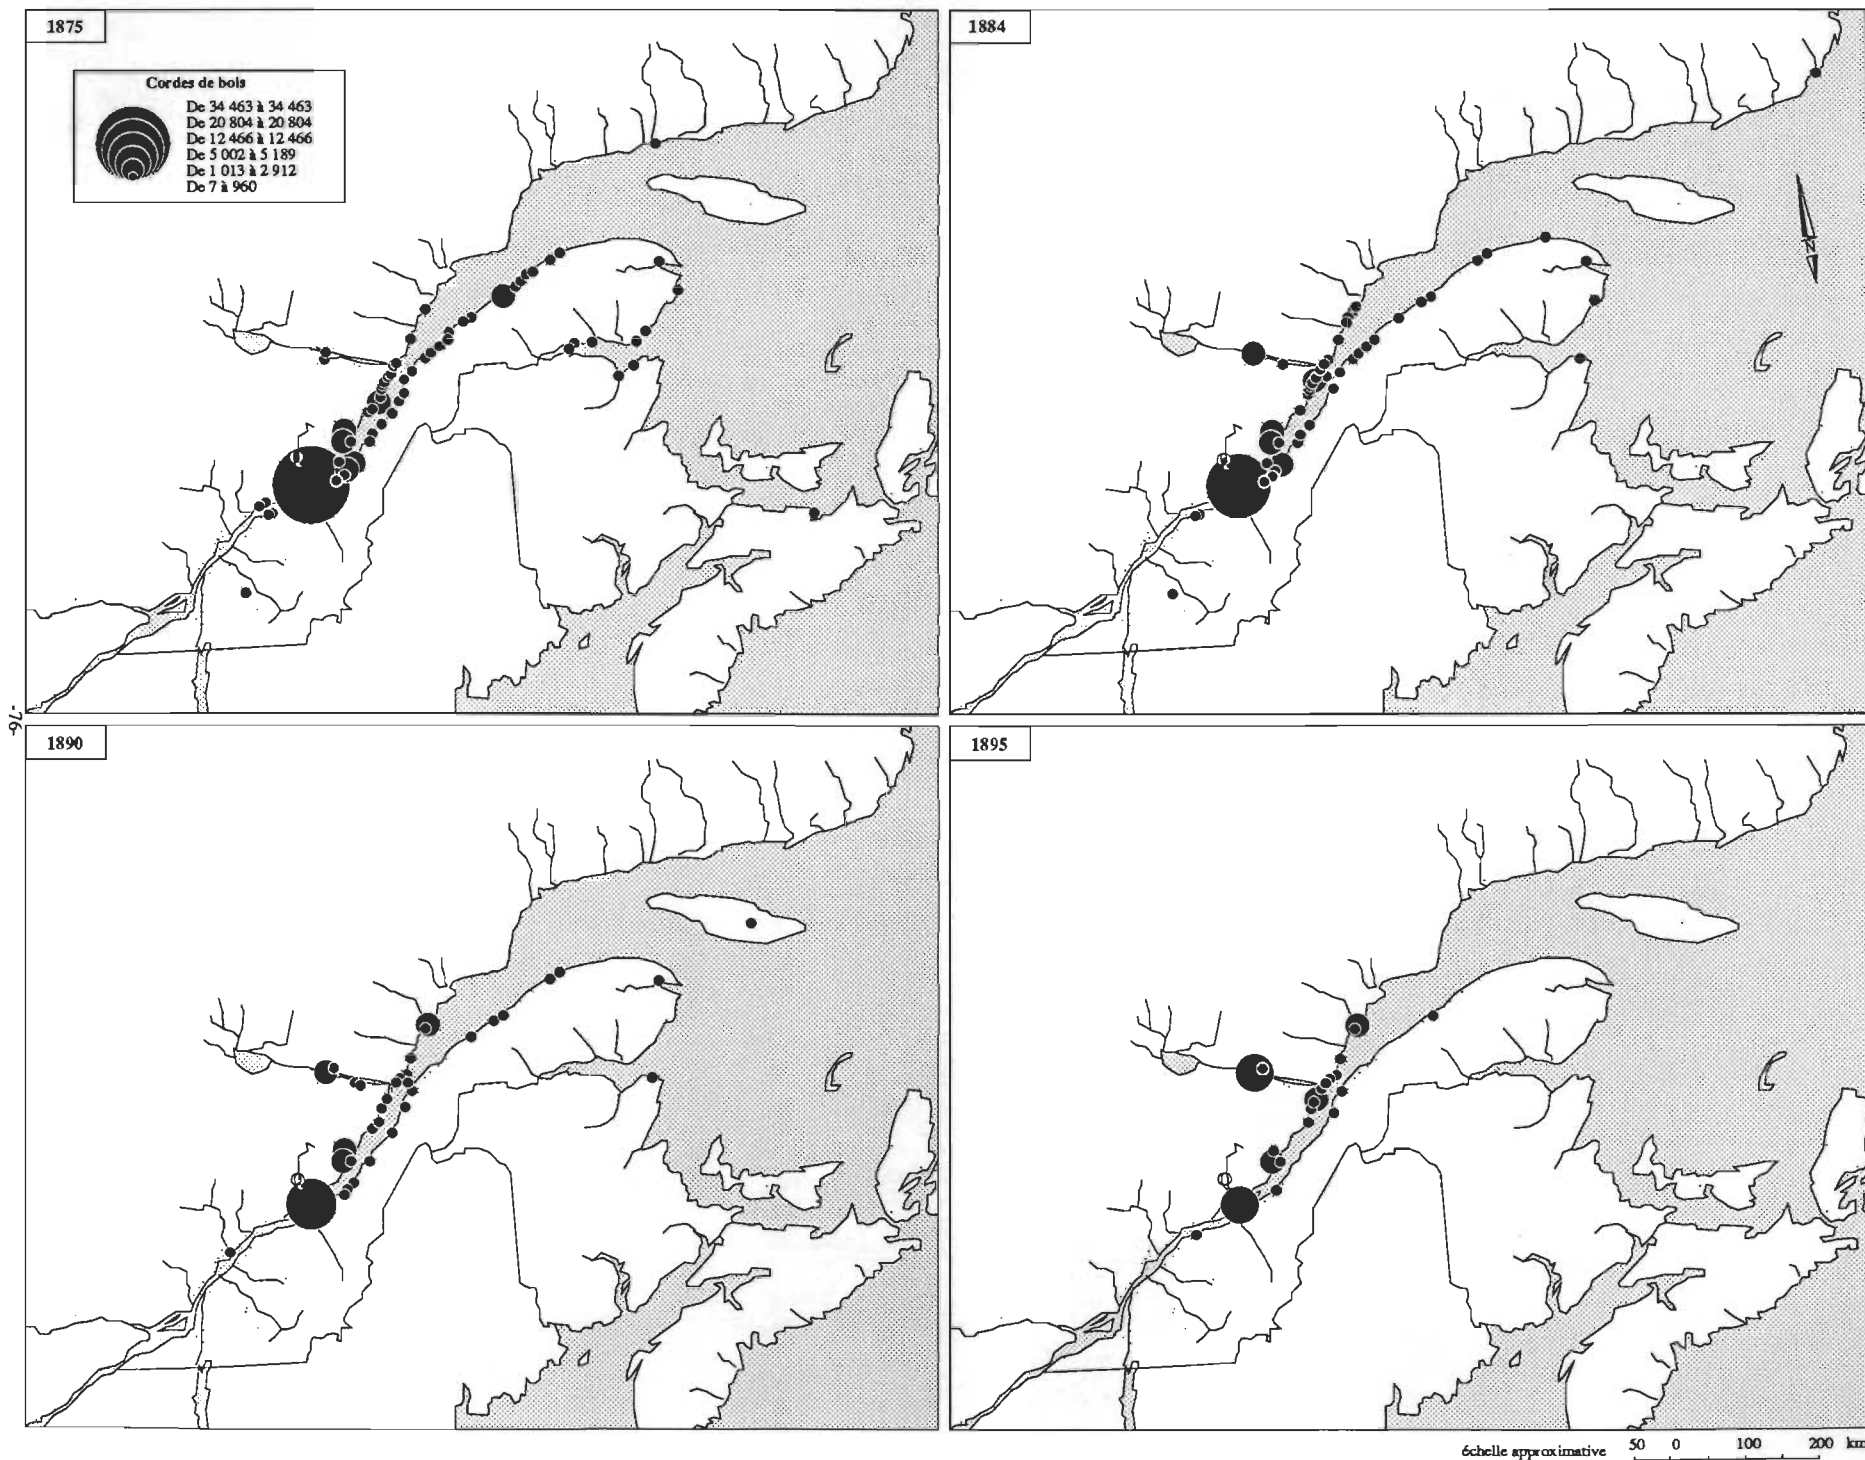 1875
Cordes de bois
De 34 463 à 34 463
De 20 804 à 20 804
De 12 466 à 12 466
De 5 002 à 5 189
De 1 013 à 2 912
De 7 à 960
Q
1884
Q
N
-76-
1890
Q
1895
Q
échelle approximative 50 0 100 200 km